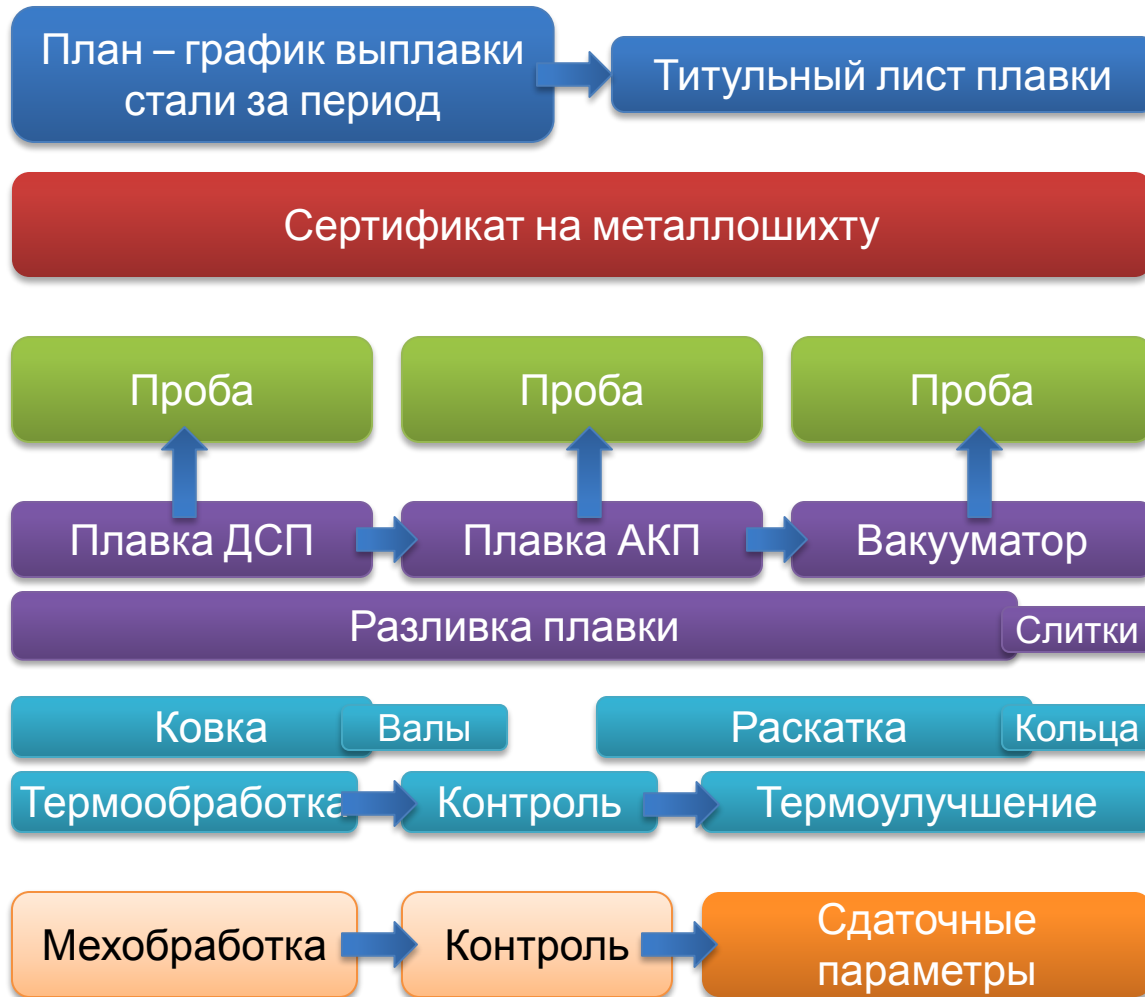 План – график выплавки
стали за период
Титульный лист плавки
Сертификат на металлошихту
Проба
Проба
Проба
Плавка ДСП
Плавка АКП
Вакууматор
Разливка плавки
Слитки
Ковка
Валы
Раскатка
Кольца
Термообработка
Контроль
Термоулучшение
Мехобработка
Контроль
Сдаточные
параметры